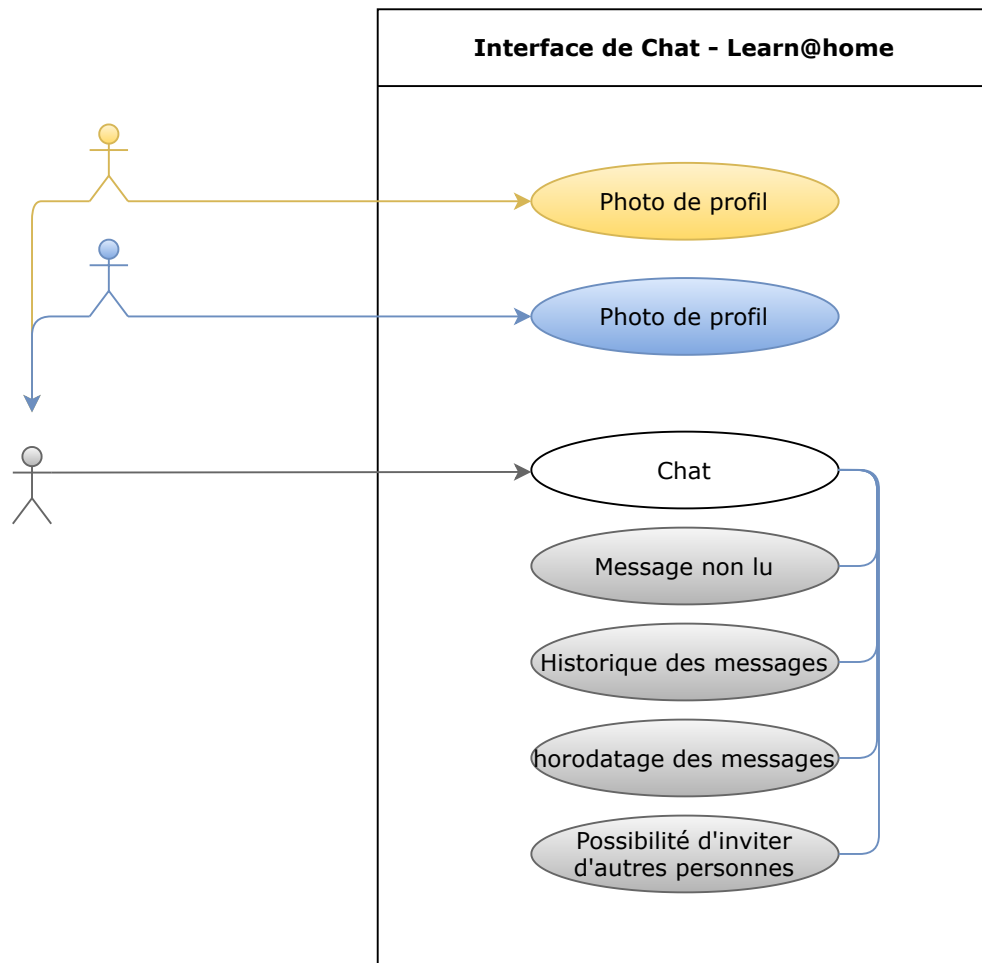 Interface de Chat - Learn@home
Photo de profil
Photo de profil
Chat
Message non lu
Historique des messages
horodatage des messages
Possibilité d'inviter
d'autres personnes